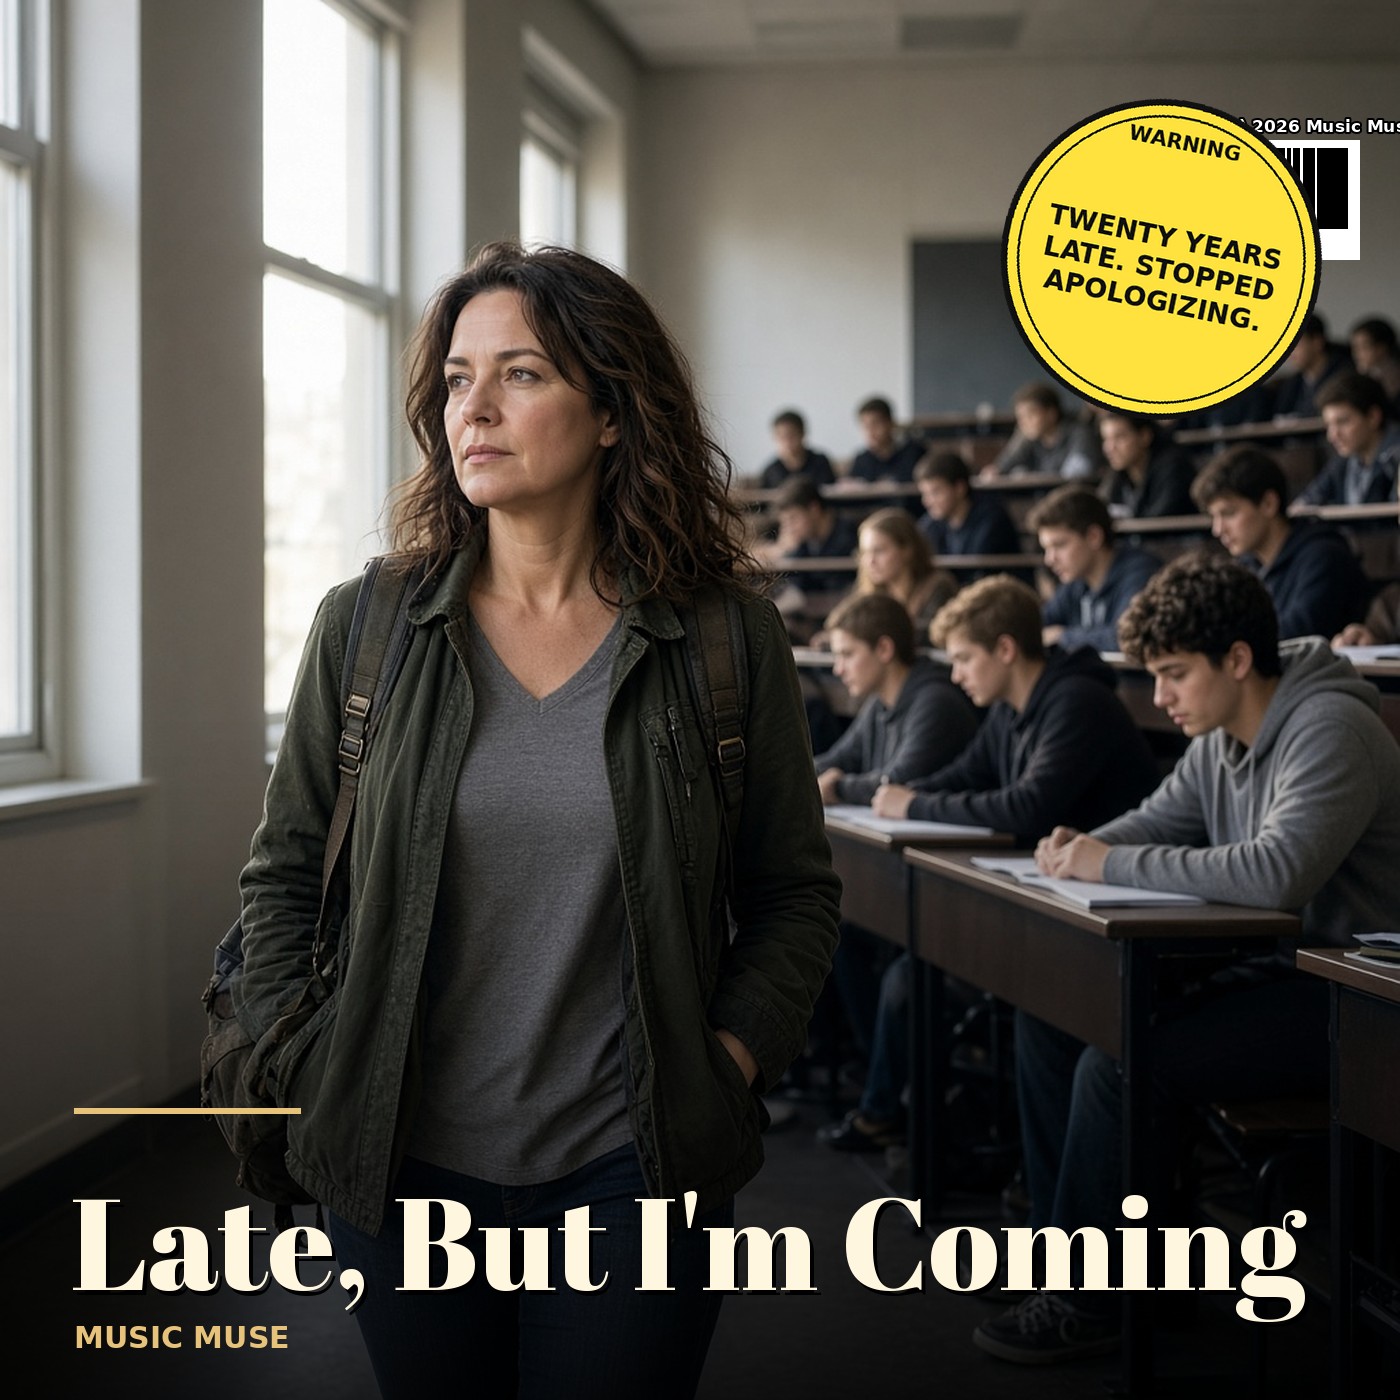 2026 Music Mus
WARNING
TWENTY YEARS
LATE. STOPPED
APOLOGIZING.
Late, But I'm Coming
MUSIC MUSE